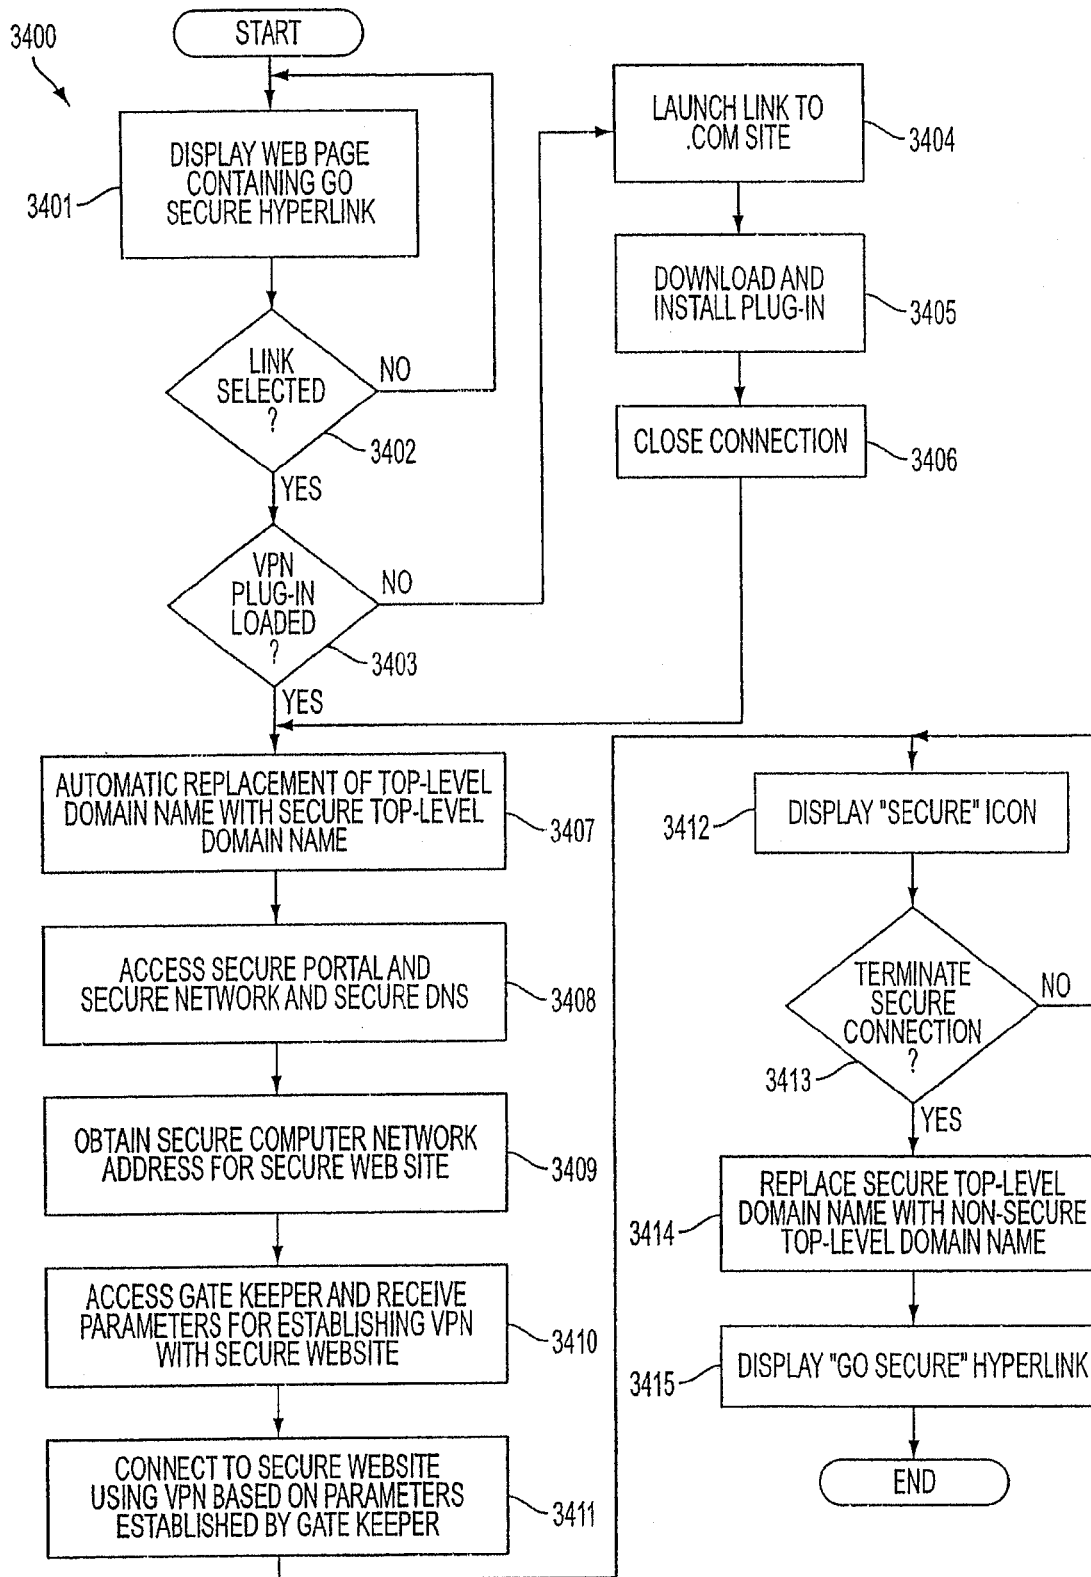 3400
START
3401
DISPLAY WEB PAGE
CONTAINING GO
SECURE HYPERLINK
LINK
SELECTED
?
NO
3402
YES
VPN
PLUG-IN
LOADED
?
NO
3403
YES
LAUNCH LINK TO
.COM SITE
3404
DOWNLOAD AND
INSTALL PLUG-IN
3405
CLOSE CONNECTION
3406
AUTOMATIC REPLACEMENT OF TOP-LEVEL
DOMAIN NAME WITH SECURE TOP-LEVEL
DOMAIN NAME
3407
ACCESS SECURE PORTAL AND
SECURE NETWORK AND SECURE DNS
3408
OBTAIN SECURE COMPUTER NETWORK
ADDRESS FOR SECURE WEB SITE
3409
ACCESS GATE KEEPER AND RECEIVE
PARAMETERS FOR ESTABLISHING VPN
WITH SECURE WEBSITE
3410
CONNECT TO SECURE WEBSITE
USING VPN BASED ON PARAMETERS
ESTABLISHED BY GATE KEEPER
3411
3412
DISPLAY "SECURE" ICON
TERMINATE
SECURE
CONNECTION
?
NO
3413
YES
3414
REPLACE SECURE TOP-LEVEL
DOMAIN NAME WITH NON-SECURE
TOP-LEVEL DOMAIN NAME
3415
DISPLAY "GO SECURE" HYPERLINK
END